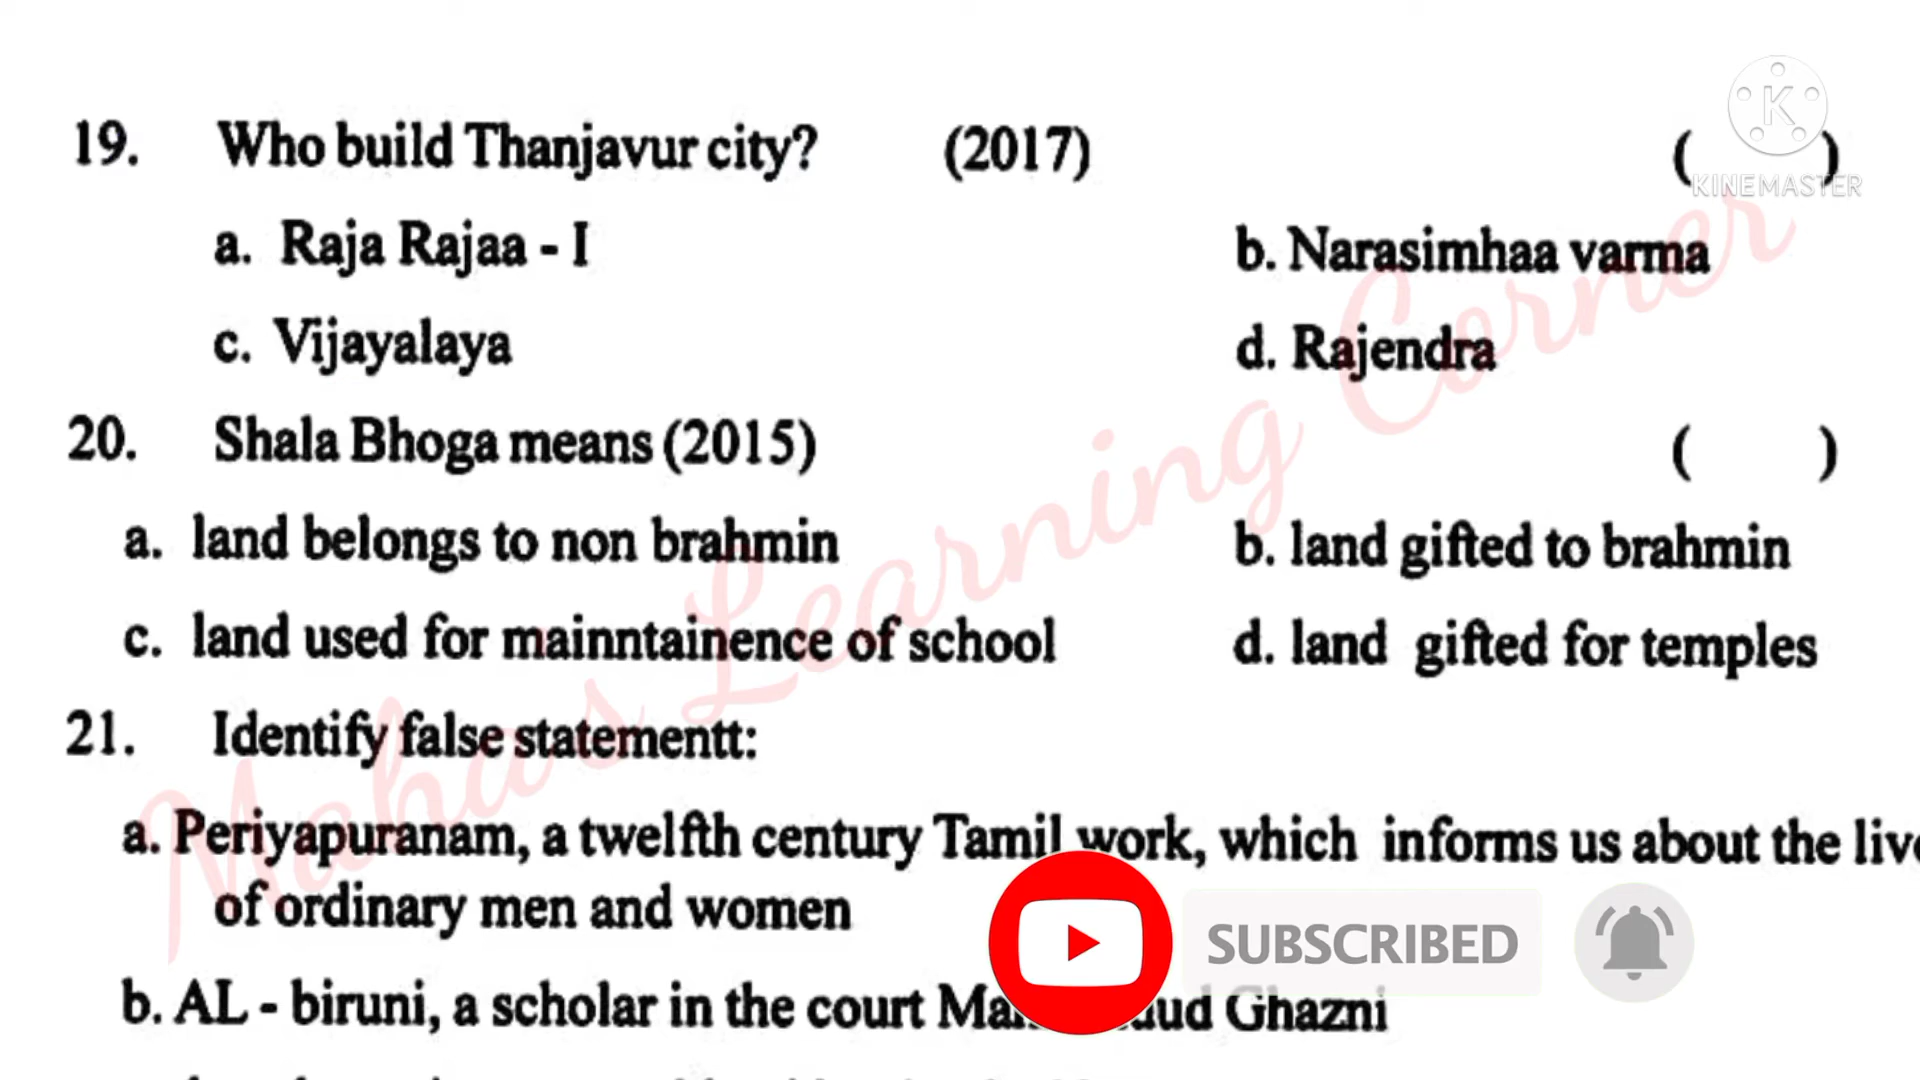 19. Who build Thanjavur city? (2017) ( )
a. Raja Rajaa - I b. Narasimhaa varma
c. Vijayalaya d. Rajendra
20. Shala Bhoga means (2015) ( )
a. land belongs to non brahmin b. land gifted to brahmin
c. land used for mainntainence of school d. land gifted for temples
21. Identify false statementt:
a. Periyapuranam, a twelfth century Tamil work, which informs us about the
of ordinary men and women
b. AL - biruni, a scholar in the court Ghazni
K
KINEMASTER
Mahas Learning Corner
SUBSCRIBED